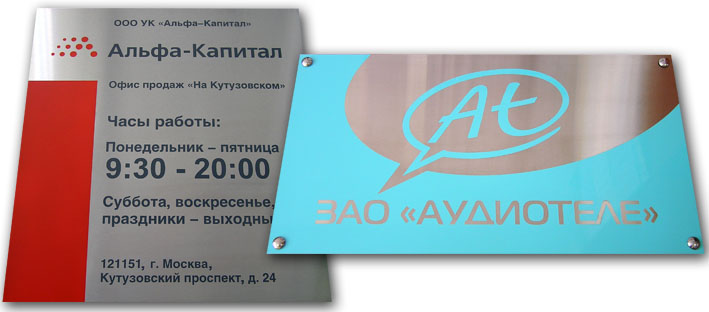 ООО УК «Альфа–Капитал»
Альфа-Капитал
Офис продаж «На Кутузовском»
Часы работы:
Понедельник – пятница
9:30 - 20:00
Суббота, воскресенье,
праздники – выходны
121151, г. Москва,
Кутузовский проспект, д. 24
At
ЗАО «АУДИОТЕЛЕ»